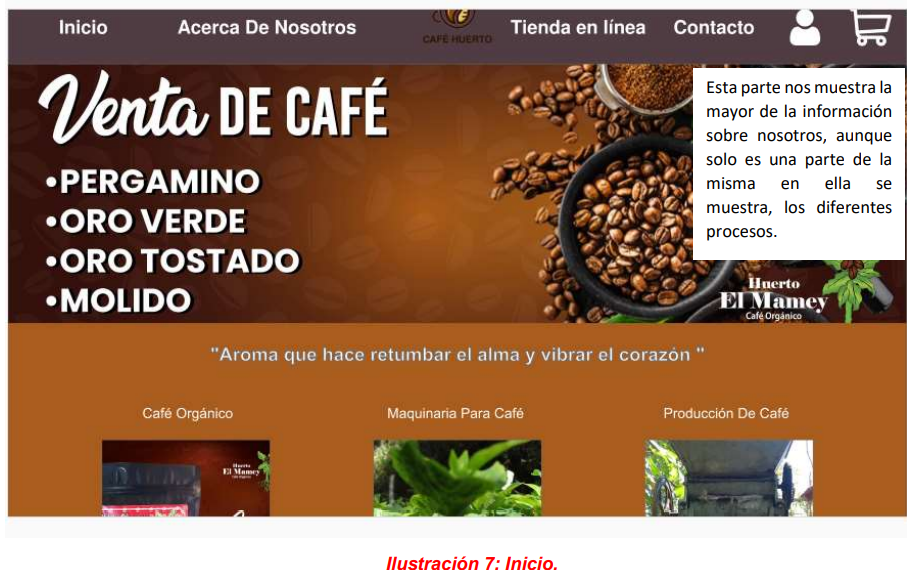 Inicio
Acerca De Nosotros
CAFÉ HUERTO
Tienda en línea
Contacto
Venta DE CAFÉ
•PERGAMINO
•ORO VERDE
•ORO TOSTADO
•MOLIDO
Esta parte nos muestra la
mayor de la información
sobre nosotros, aunque
solo es una parte de la
misma en ella se
muestra, los diferentes
procesos.
Huerto
El Mamey
Café Orgánico
"Aroma que hace retumbar el alma y vibrar el corazón "
Café Orgánico
Maquinaria Para Café
Producción De Café
Huerto
El Mamey
Ilustración 7: Inicio.